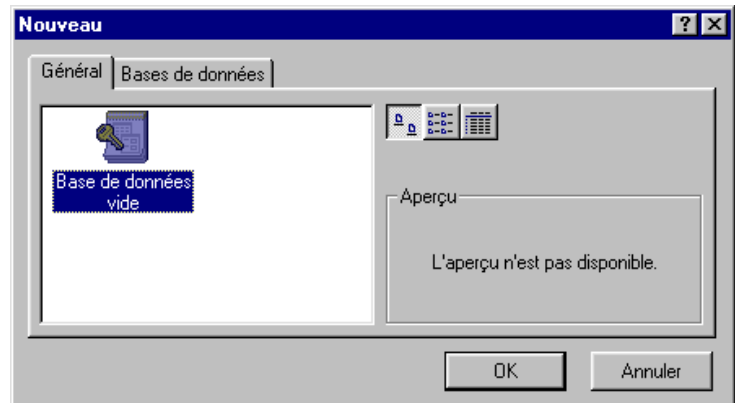 Nouveau
Général
Bases de données
Base de données
vide
Aperçu
L'aperçu n'est pas disponible.
OK
Annuler